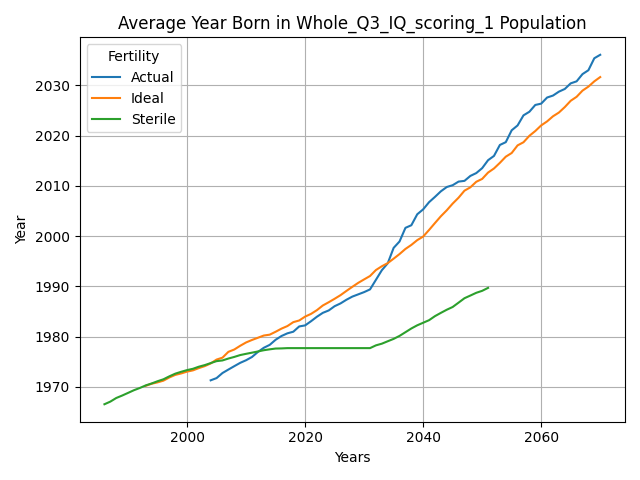 Average Year Born in Whole_Q3_IQ_scoring_1 Population
Fertility
Actual
Ideal
Sterile
2030
2020
2010
2000
1990
1980
1970
Year
2000
2020
2040
2060
Years